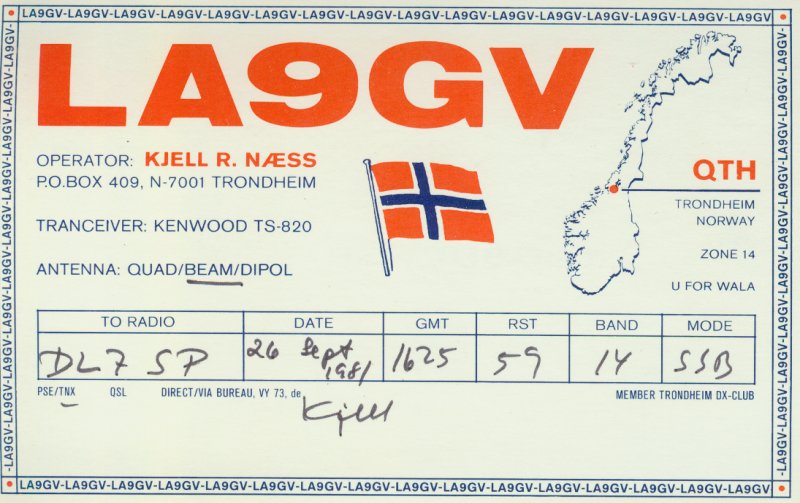 LA9GV-LA9GV-LA9GV-LA9GV-LA9GV-LA9GV-LA9GV-LA9GV-LA9GV-LA9GV-LA9GV-LA9GV-LA9GV-LA9GV-LA9GV-LA9GV-LA9GV
LA9GV
OPERATOR: KJELL R. NÆSS
P.O.BOX 409, N-7001 TRONDHEIM
TRANCEIVER: KENWOOD TS-820
ANTENNA: QUAD/BEAM/DIPOL
QTH
TRONDHEIM
NORWAY
ZONE 14
U FOR WALA
TO RADIO DATE GMT RST BAND MODE
DL7SP 26 Sept 1981 1625 59 14 SSB
PSE/TNX QSL DIRECT/VIA BUREAU, VY 73, de Kjell MEMBER TRONDHEIM DX-CLUB
LA9GV-LA9GV-LA9GV-LA9GV-LA9GV-LA9GV-LA9GV-LA9GV-LA9GV-LA9GV-LA9GV-LA9GV-LA9GV-LA9GV-LA9GV-LA9GV-LA9GV